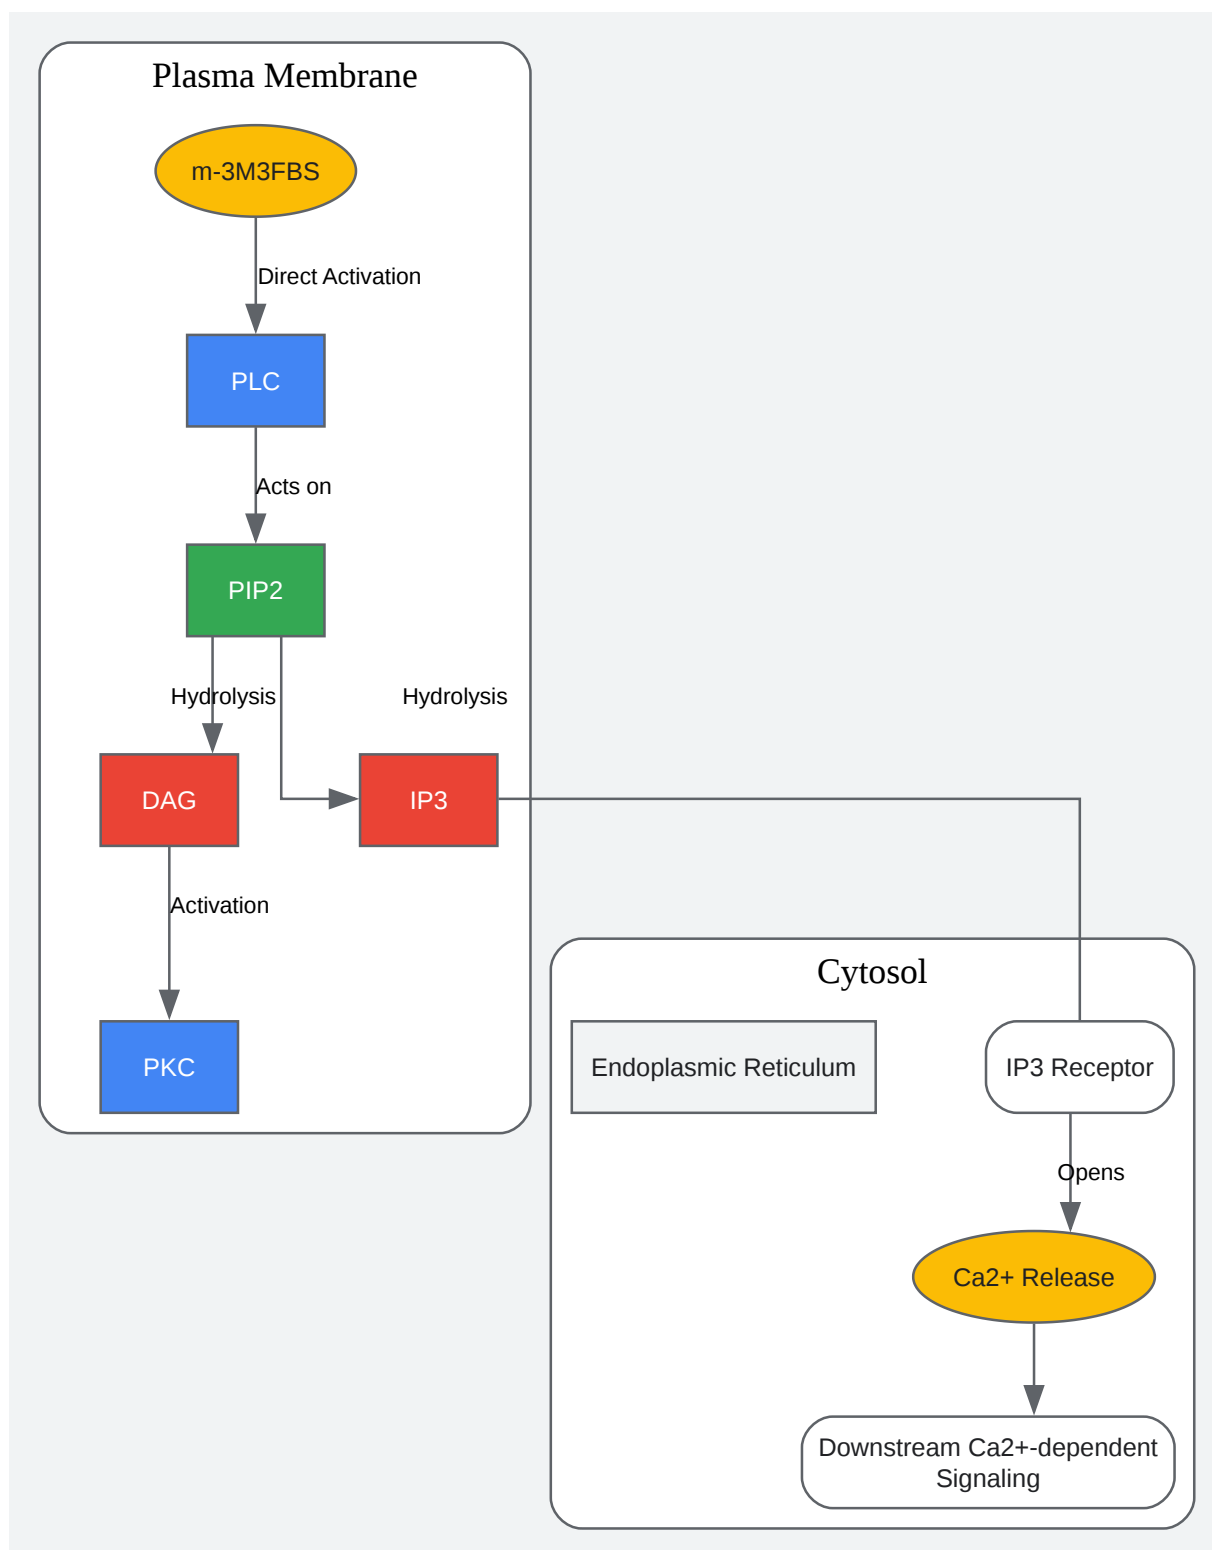 Plasma Membrane
m-3M3FBS
Direct Activation
PLC
Acts on
PIP2
Hydrolysis
Hydrolysis
DAG
IP3
Activation
PKC
Cytosol
Endoplasmic Reticulum
IP3 Receptor
Opens
Ca2+ Release
Downstream Ca2+-dependent
Signaling